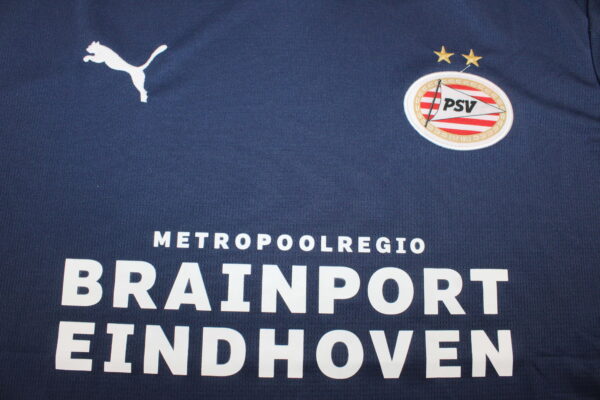 PSV
METROPOOLREGIO
BRAINPORT
EINDHOVEN